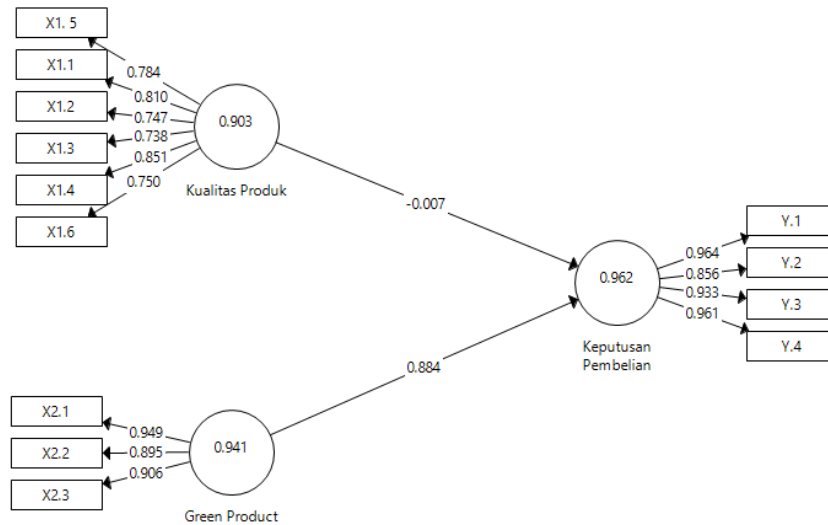 X1. 5
X1.1
X1.2
X1.3
X1.4
X1.6
0.784
0.810
0.747
0.738
0.851
0.750
0.903
Kualitas Produk
-0.007
0.962
Keputusan
Pembelian
0.964
0.856
0.933
0.961
Y.1
Y.2
Y.3
Y.4
0.884
X2.1
X2.2
X2.3
0.949
0.895
0.906
0.941
Green Product